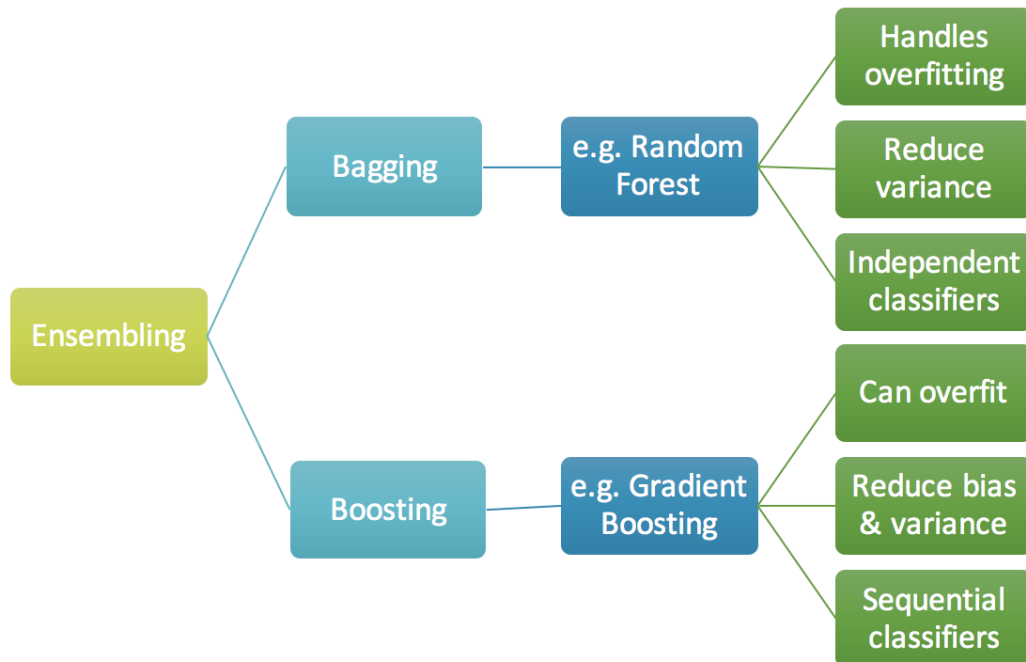 Ensembling
Bagging
e.g. Random
Forest
Handles
overfitting
Reduce
variance
Independent
classifiers
Boosting
e.g. Gradient
Boosting
Can overfit
Reduce bias
& variance
Sequential
classifiers